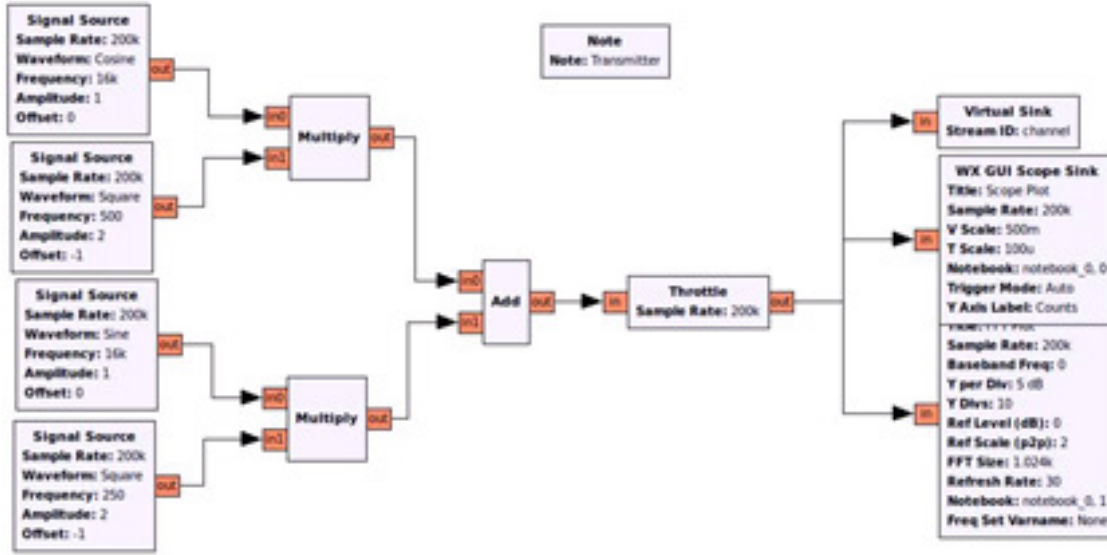 Signal Source
Sample Rate: 200k
Waveform: Cosine
Frequency: 16k
Amplitude: 1
Offset: 0
out
Signal Source
Sample Rate: 200k
Waveform: Square
Frequency: 500
Amplitude: 2
Offset: -1
out
Signal Source
Sample Rate: 200k
Waveform: Sine
Frequency: 16k
Amplitude: 1
Offset: 0
out
Signal Source
Sample Rate: 200k
Waveform: Square
Frequency: 250
Amplitude: 2
Offset: -1
out
in0
in1
Multiply
out
in0
in1
Multiply
out
in0
in1
Add
out
Note
Note: Transmitter
in
Throttle
Sample Rate: 200k
out
in
Virtual Sink
Stream ID: channel
in
WX GUI Scope Sink
Title: Scope Plot
Sample Rate: 200k
V Scale: 500m
T Scale: 100u
Notebook: notebook_0, 0
Trigger Mode: Auto
Y Axis Label: Counts
in
Title: FFT Plot
Sample Rate: 200k
Baseband Freq: 0
Y per Div: 5 dB
Y Divs: 10
Ref Level (dB): 0
Ref Scale (p2p): 2
FFT Size: 1.024k
Refresh Rate: 30
Notebook: notebook_0, 1
Freq Set Varname: None